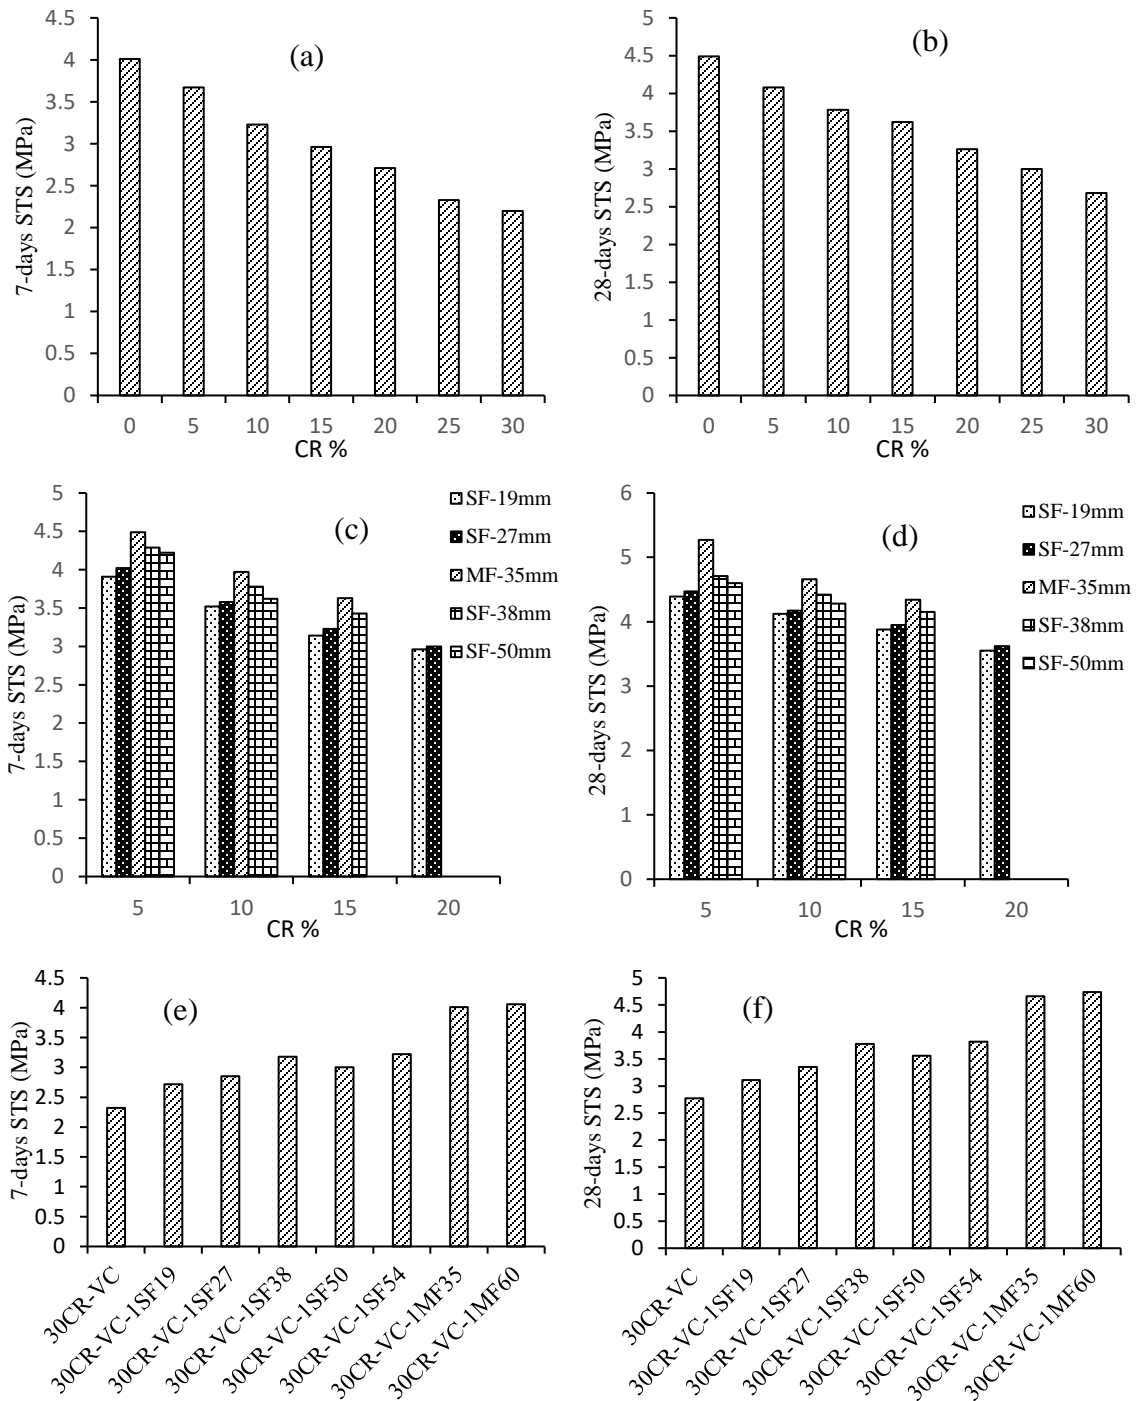 (a)
7-days STS (MPa)
4.5
4
3.5
3
2.5
2
1.5
1
0.5
0
0 5 10 15 20 25 30
CR %
(b)
28-days STS (MPa)
5
4.5
4
3.5
3
2.5
2
1.5
1
0.5
0
0 5 10 15 20 25 30
CR %
(c)
7-days STS (MPa)
5
4.5
4
3.5
3
2.5
2
1.5
1
0.5
0
5 10 15 20
CR %
SF-19mm
SF-27mm
MF-35mm
SF-38mm
SF-50mm
(d)
28-days STS (MPa)
6
5
4
3
2
1
0
5 10 15 20
CR %
SF-19mm
SF-27mm
MF-35mm
SF-38mm
SF-50mm
(e)
7-days STS (MPa)
4.5
4
3.5
3
2.5
2
1.5
1
0.5
0
30CR-VC
30CR-VC-1SF19
30CR-VC-1SF27
30CR-VC-1SF38
30CR-VC-1SF50
30CR-VC-1SF54
30CR-VC-1MF35
30CR-VC-1MF60
(f)
28-days STS (MPa)
5
4.5
4
3.5
3
2.5
2
1.5
1
0.5
0
30CR-VC
30CR-VC-1SF19
30CR-VC-1SF27
30CR-VC-1SF38
30CR-VC-1SF50
30CR-VC-1SF54
30CR-VC-1MF35
30CR-VC-1MF60